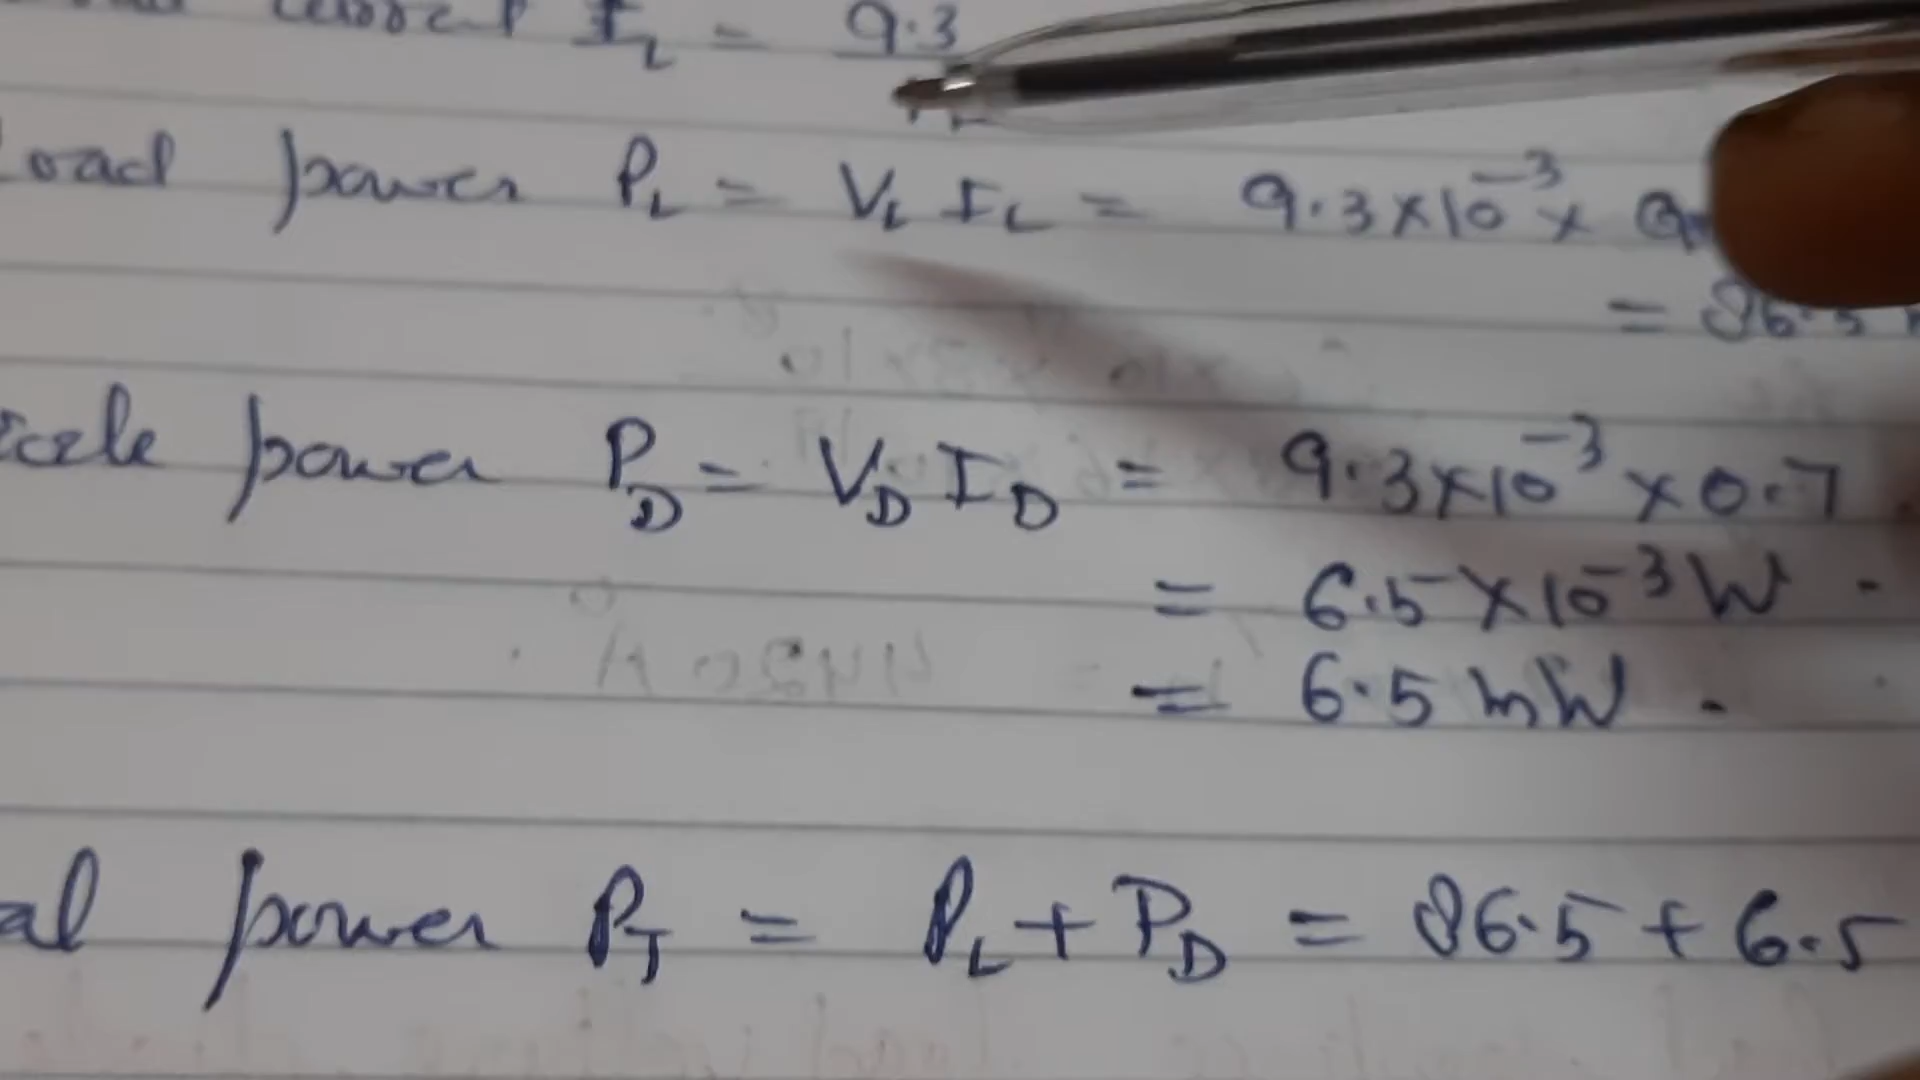 I_L = 9.3
oad power P_L = V_L I_L = 9.3×10⁻³ × 9
= 86.5
power P_D = V_D I_D = 9.3×10⁻³ × 0.7
= 6.5×10⁻³ W.
= 6.5 mW.
al power P_T = P_L + P_D = 86.5 + 6.5